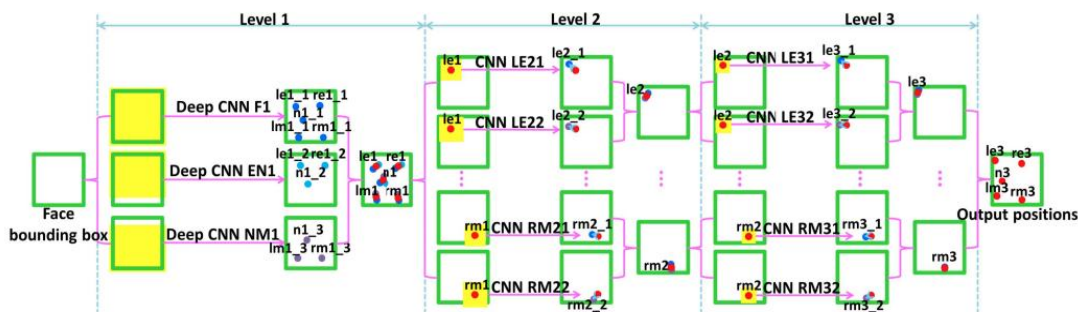 Level 1
Level 2
Level 3
Face
bounding box
Deep CNN F1
le1_1 re1_1
n1_1
lm1_1 rm1_1
Deep CNN EN1
le1_2 re1_2
n1_2
Deep CNN NM1
n1_3
lm1_3 rm1_3
le1 re1
n1
lm1 rm1
le1
CNN LE21
le2_1
le1
CNN LE22
le2_2
le2
rm1
CNN RM21
rm2_1
rm1
CNN RM22
rm2_2
rm2
le2
CNN LE31
le3_1
le2
CNN LE32
le3_2
le3
rm2
CNN RM31
rm3_1
rm2
CNN RM32
rm3_2
rm3
le3 re3
n3
lm3 rm3
Output positions